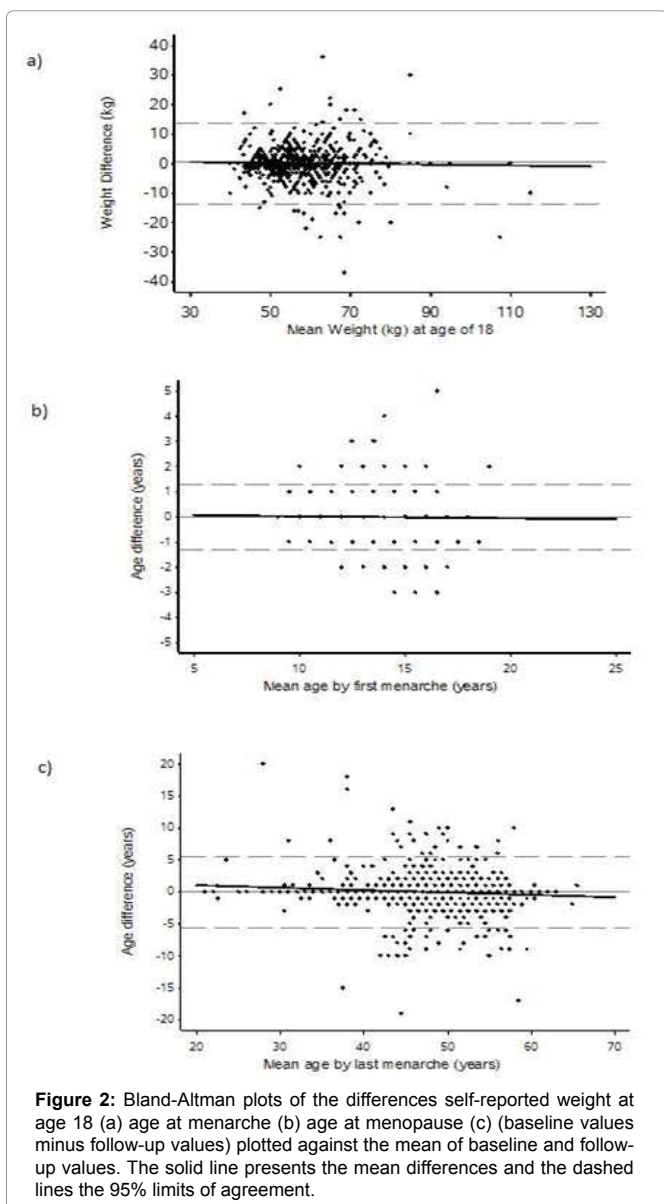 a)
Weight Difference (kg)
40
30
20
10
0
-10
-20
-30
-40
30 50 70 90 110 130
Mean Weight (kg) at age of 18
b)
Age difference (years)
5
4
3
2
1
0
-1
-2
-3
-4
-5
5 10 15 20 25
Mean age by first menarche (years)
c)
Age difference (years)
20
15
10
5
0
-5
-10
-15
-20
20 30 40 50 60 70
Mean age by last menarche (years)
Figure 2: Bland-Altman plots of the differences self-reported weight at
age 18 (a) age at menarche (b) age at menopause (c) (baseline values
minus follow-up values) plotted against the mean of baseline and follow-
up values. The solid line presents the mean differences and the dashed
lines the 95% limits of agreement.